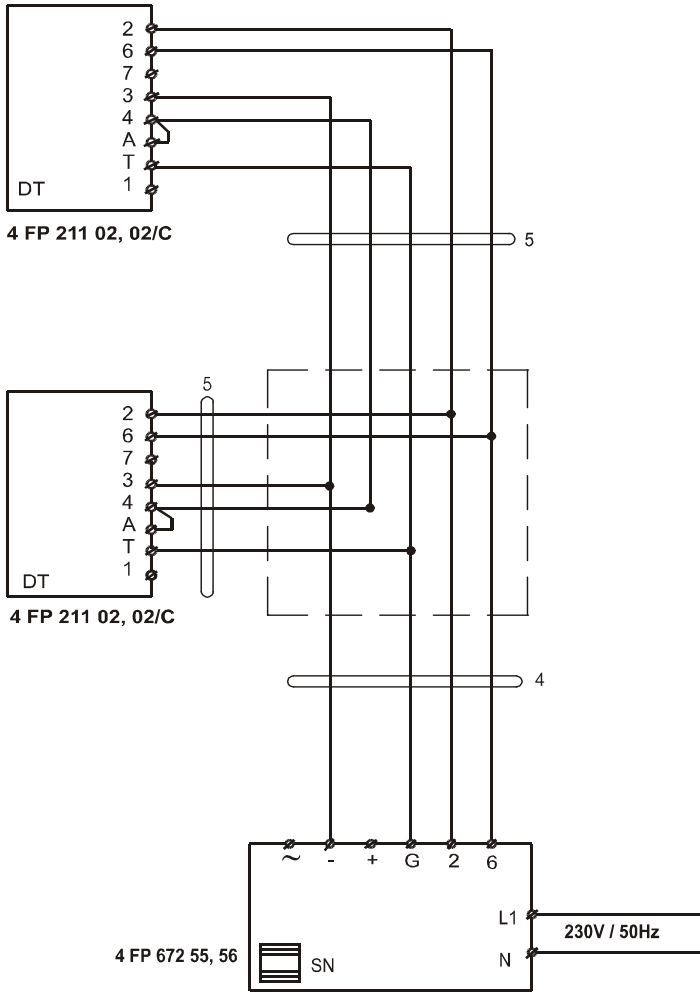 2
6
7
3
4
A
T
1
DT
4 FP 211 02, 02/C
5
5
2
6
7
3
4
A
T
1
DT
4 FP 211 02, 02/C
4
~ - + G 2 6
L1
230V / 50Hz
N
4 FP 672 55, 56
SN